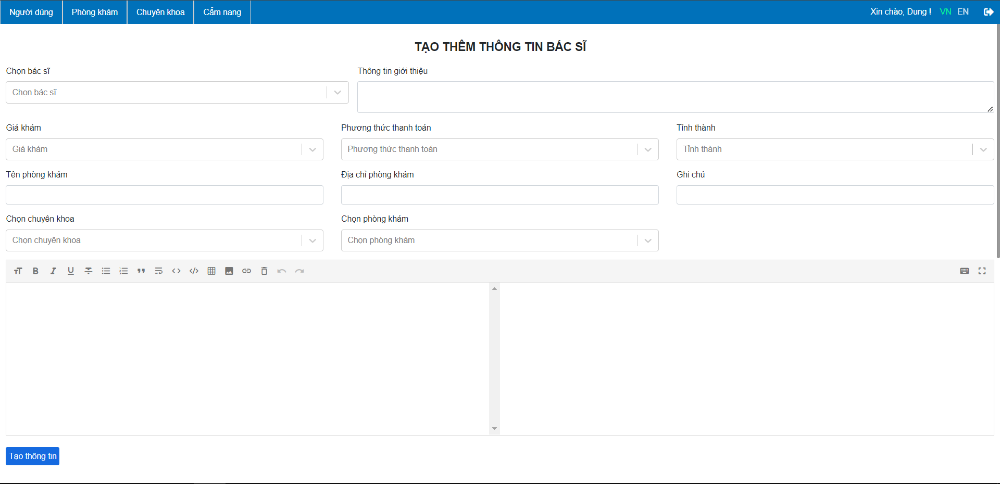 Người dùng
Phòng khám
Chuyên khoa
Cẩm nang
Xin chào, Dung !
VN
EN
TẠO THÊM THÔNG TIN BÁC SĨ
Chọn bác sĩ
Thông tin giới thiệu
Chọn bác sĩ
Giá khám
Phương thức thanh toán
Tỉnh thành
Giá khám
Phương thức thanh toán
Tỉnh thành
Tên phòng khám
Địa chỉ phòng khám
Ghi chú
Chọn chuyên khoa
Chọn phòng khám
Chọn chuyên khoa
Chọn phòng khám
Tạo thông tin